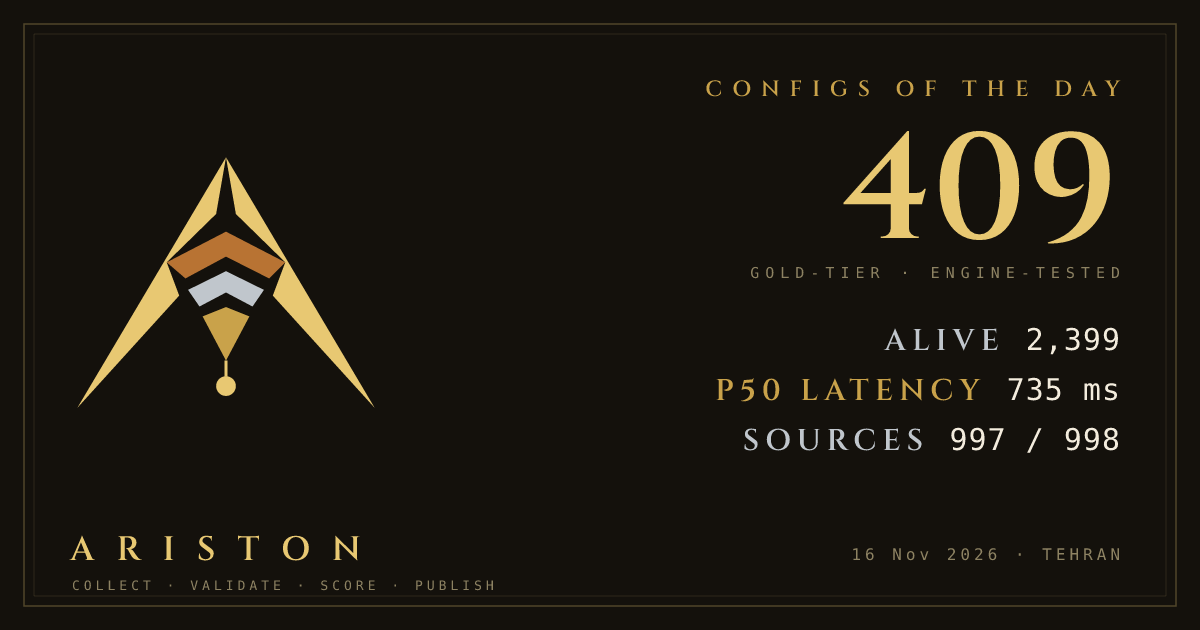 CONFIGS OF THE DAY
409
GOLD-TIER · ENGINE-TESTED
ALIVE 2,399
P50 LATENCY 735 ms
SOURCES 997 / 998
ARISTON
COLLECT · VALIDATE · SCORE · PUBLISH
16 Nov 2026 · TEHRAN